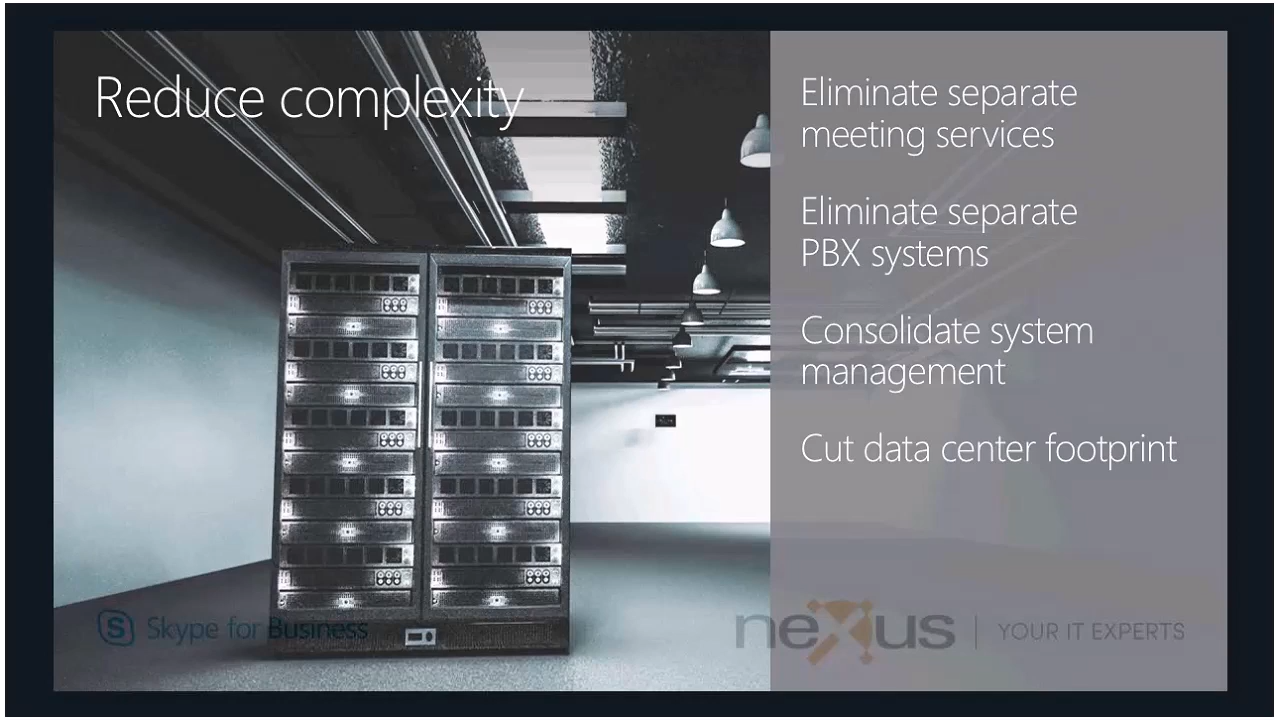 Reduce complexity
Eliminate separate
meeting services
Eliminate separate
PBX systems
Consolidate system
management
Cut data center footprint
Skype for Business
nexus | YOUR IT EXPERTS